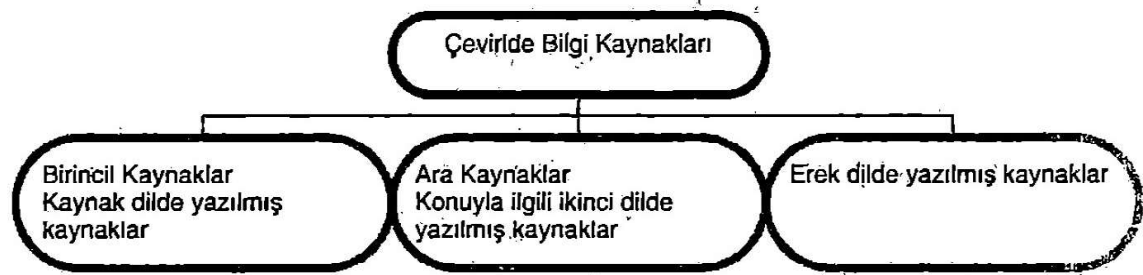 Çeviride Bilgi Kaynakları
Birincil Kaynaklar
Kaynak dilde yazılmış
kaynaklar
Ara Kaynaklar
Konuyla ilgili ikinci dilde
yazılmış kaynaklar
Erek dilde yazılmış kaynaklar